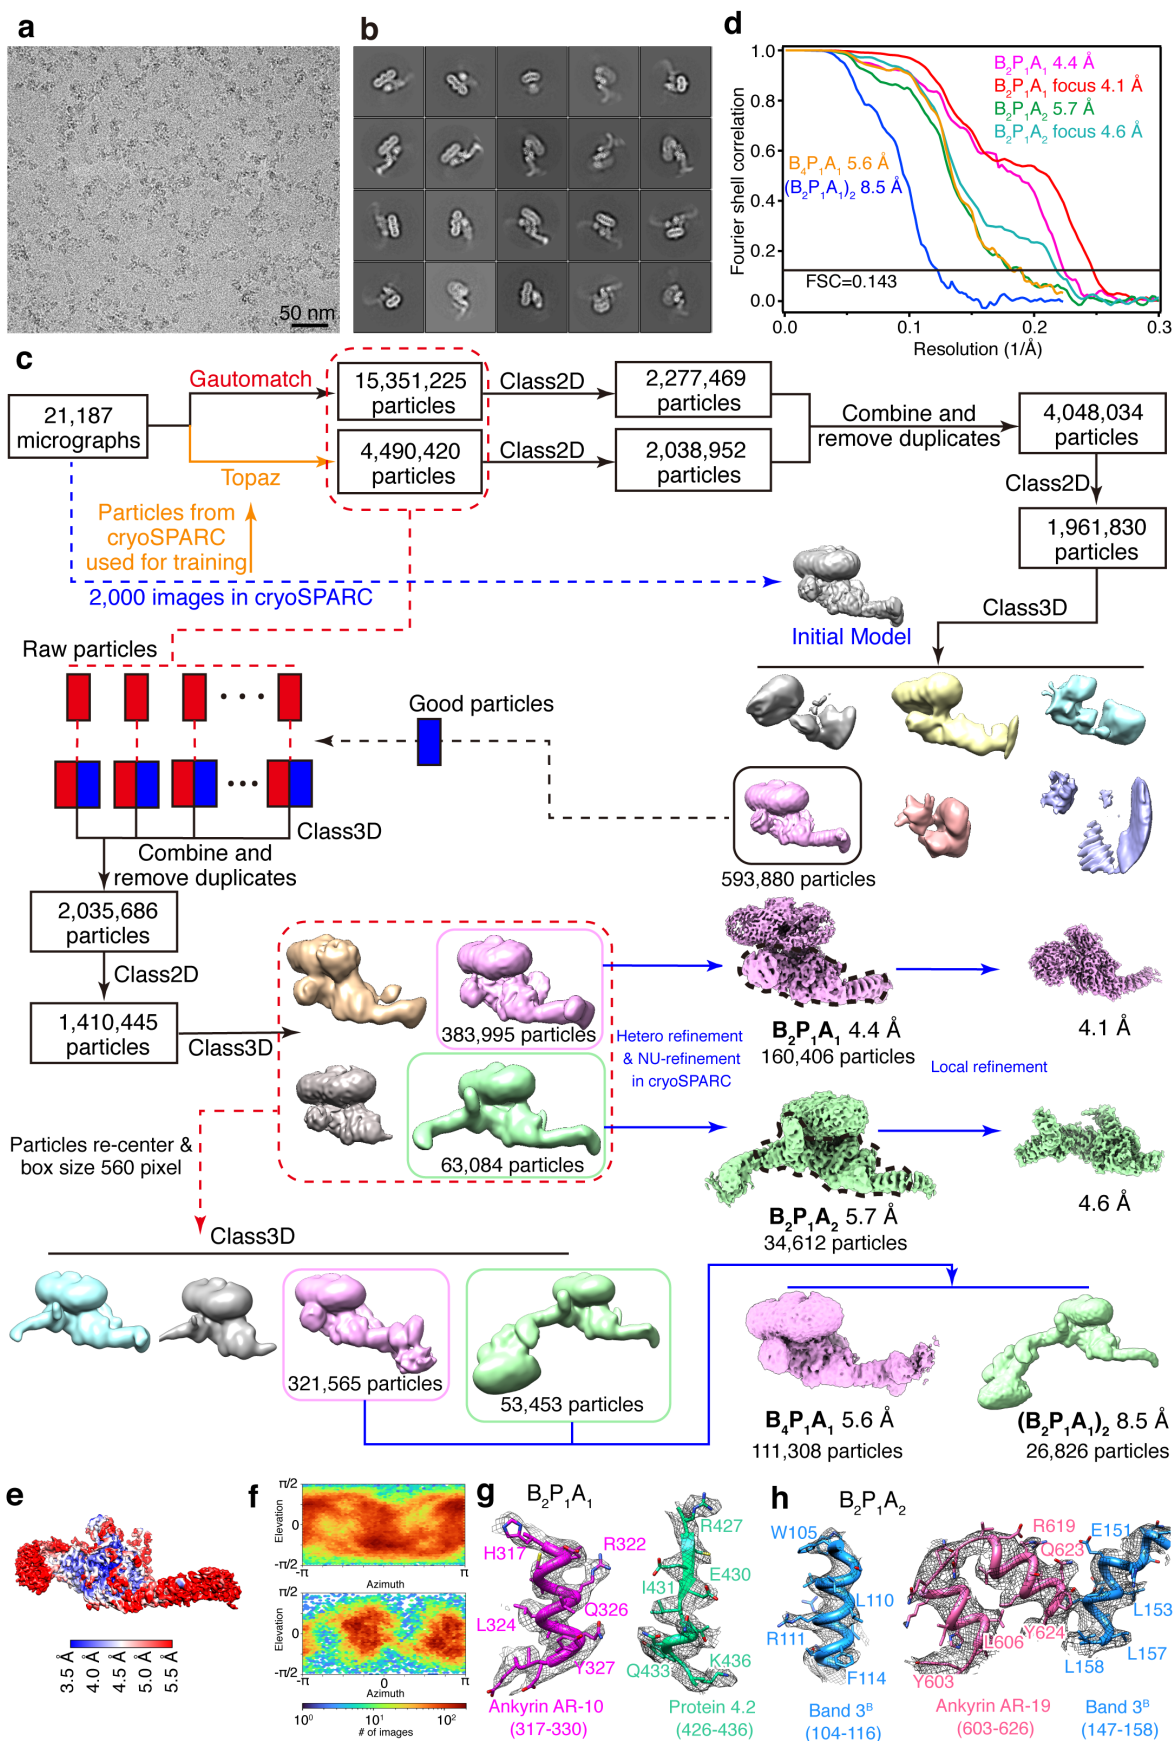 a
50 nm
b
d
1.0
0.8
0.6
0.4
0.2
0.0
Fourier shell correlation
B2P1A1 4.4 Å
B2P1A1 focus 4.1 Å
B2P1A2 5.7 Å
B2P1A2 focus 4.6 Å
B4P1A1 5.6 Å
(B2P1A1)2 8.5 Å
FSC=0.143
0.0 0.1 0.2 0.3
Resolution (1/Å)
c
21,187
micrographs
Gautomatch
Topaz
15,351,225
particles
4,490,420
particles
Class2D
Class2D
2,277,469
particles
2,038,952
particles
Combine and
remove duplicates
4,048,034
particles
Class2D
1,961,830
particles
Class3D
Particles from
cryoSPARC
used for training
2,000 images in cryoSPARC
Initial Model
Raw particles
Good particles
593,880 particles
Class3D
Combine and
remove duplicates
2,035,686
particles
Class2D
1,410,445
particles
Class3D
383,995 particles
63,084 particles
Hetero refinement
& NU-refinement
in cryoSPARC
B2P1A1 4.4 Å
160,406 particles
Local refinement
4.1 Å
B2P1A2 5.7 Å
34,612 particles
4.6 Å
Particles re-center &
box size 560 pixel
Class3D
321,565 particles
53,453 particles
B4P1A1 5.6 Å
111,308 particles
(B2P1A1)2 8.5 Å
26,826 particles
e
3.5 Å
4.0 Å
4.5 Å
5.0 Å
5.5 Å
f
π/2
0
-π/2
Elevation
Azimuth
π
π/2
0
-π/2
Elevation
-π 0 π
Azimuth
10^0 10^1 10^2
# of images
g
B2P1A1
H317
R322
L324
Q326
Y327
Ankyrin AR-10
(317-330)
R427
E430
I431
Q433
K436
Protein 4.2
(426-436)
h
B2P1A2
W105
L110
R111
F114
Band 3B
(104-116)
R619
Q623
L606
Y624
Y603
Ankyrin AR-19
(603-626)
E151
L153
L157
L158
Band 3B
(147-158)